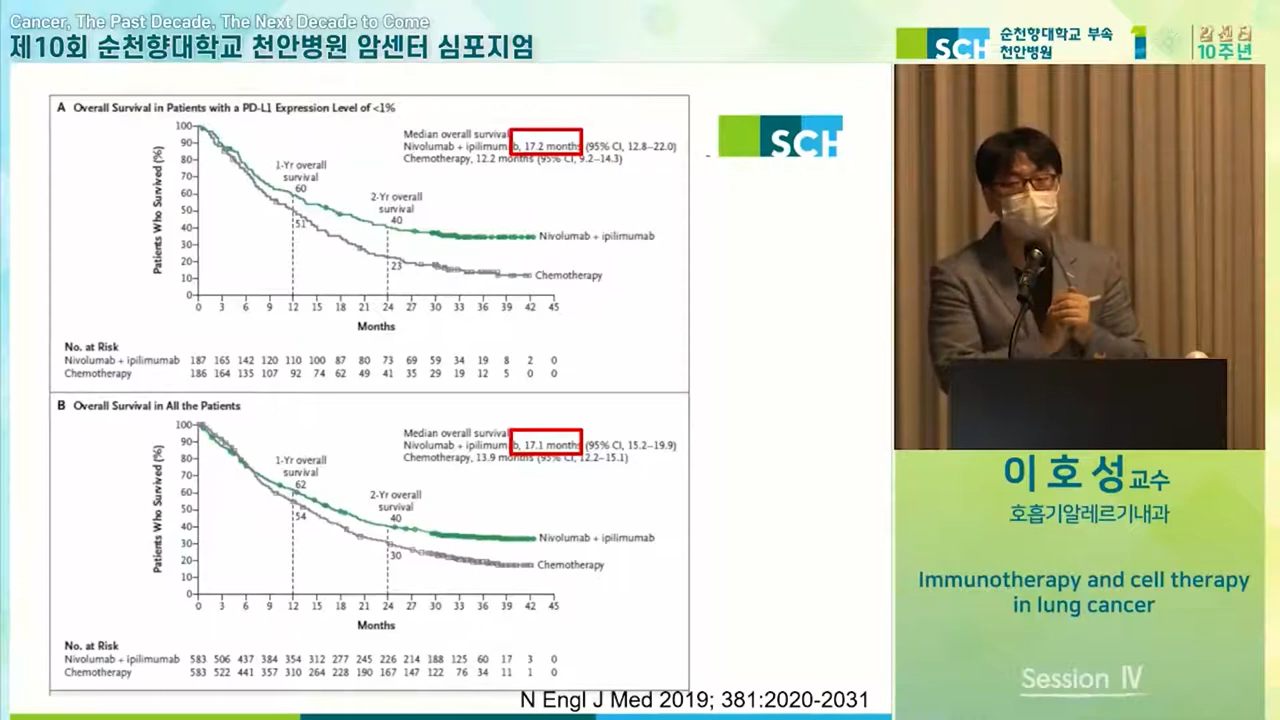 Cancer, The Past Decade, The Next Decade to Come
제10회 순천향대학교 천안병원 암센터 심포지엄
SCH 순천향대학교 부속
천안병원
암센터
10주년
A Overall Survival in Patients with a PD-L1 Expression Level of <1%
Median overall survival
Nivolumab + ipilimumab, 17.2 months (95% CI, 12.8–22.0)
Chemotherapy, 12.2 months (95% CI, 9.2–14.3)
Patients Who Survived (%)
100
90
80
70
60
50
40
30
20
10
0
1-Yr overall
survival
60
51
2-Yr overall
survival
40
23
Nivolumab + ipilimumab
Chemotherapy
0 3 6 9 12 15 18 21 24 27 30 33 36 39 42 45
Months
No. at Risk
Nivolumab + ipilimumab 187 165 142 120 110 100 87 80 73 69 59 34 19 8 2 0
Chemotherapy 186 164 135 107 92 74 62 49 41 35 29 19 12 5 0 0
B Overall Survival in All the Patients
Median overall survival
Nivolumab + ipilimumab, 17.1 months (95% CI, 15.2–19.9)
Chemotherapy, 13.9 months (95% CI, 12.2–15.1)
Patients Who Survived (%)
100
90
80
70
60
50
40
30
20
10
0
1-Yr overall
survival
62
54
2-Yr overall
survival
40
30
Nivolumab + ipilimumab
Chemotherapy
0 3 6 9 12 15 18 21 24 27 30 33 36 39 42 45
Months
No. at Risk
Nivolumab + ipilimumab 583 506 437 384 354 312 277 245 226 214 188 125 60 17 3 0
Chemotherapy 583 522 441 357 310 264 228 190 167 147 122 76 34 11 1 0
N Engl J Med 2019; 381:2020-2031
SCH
이호성교수
호흡기알레르기내과
Immunotherapy and cell therapy
in lung cancer
Session Ⅳ